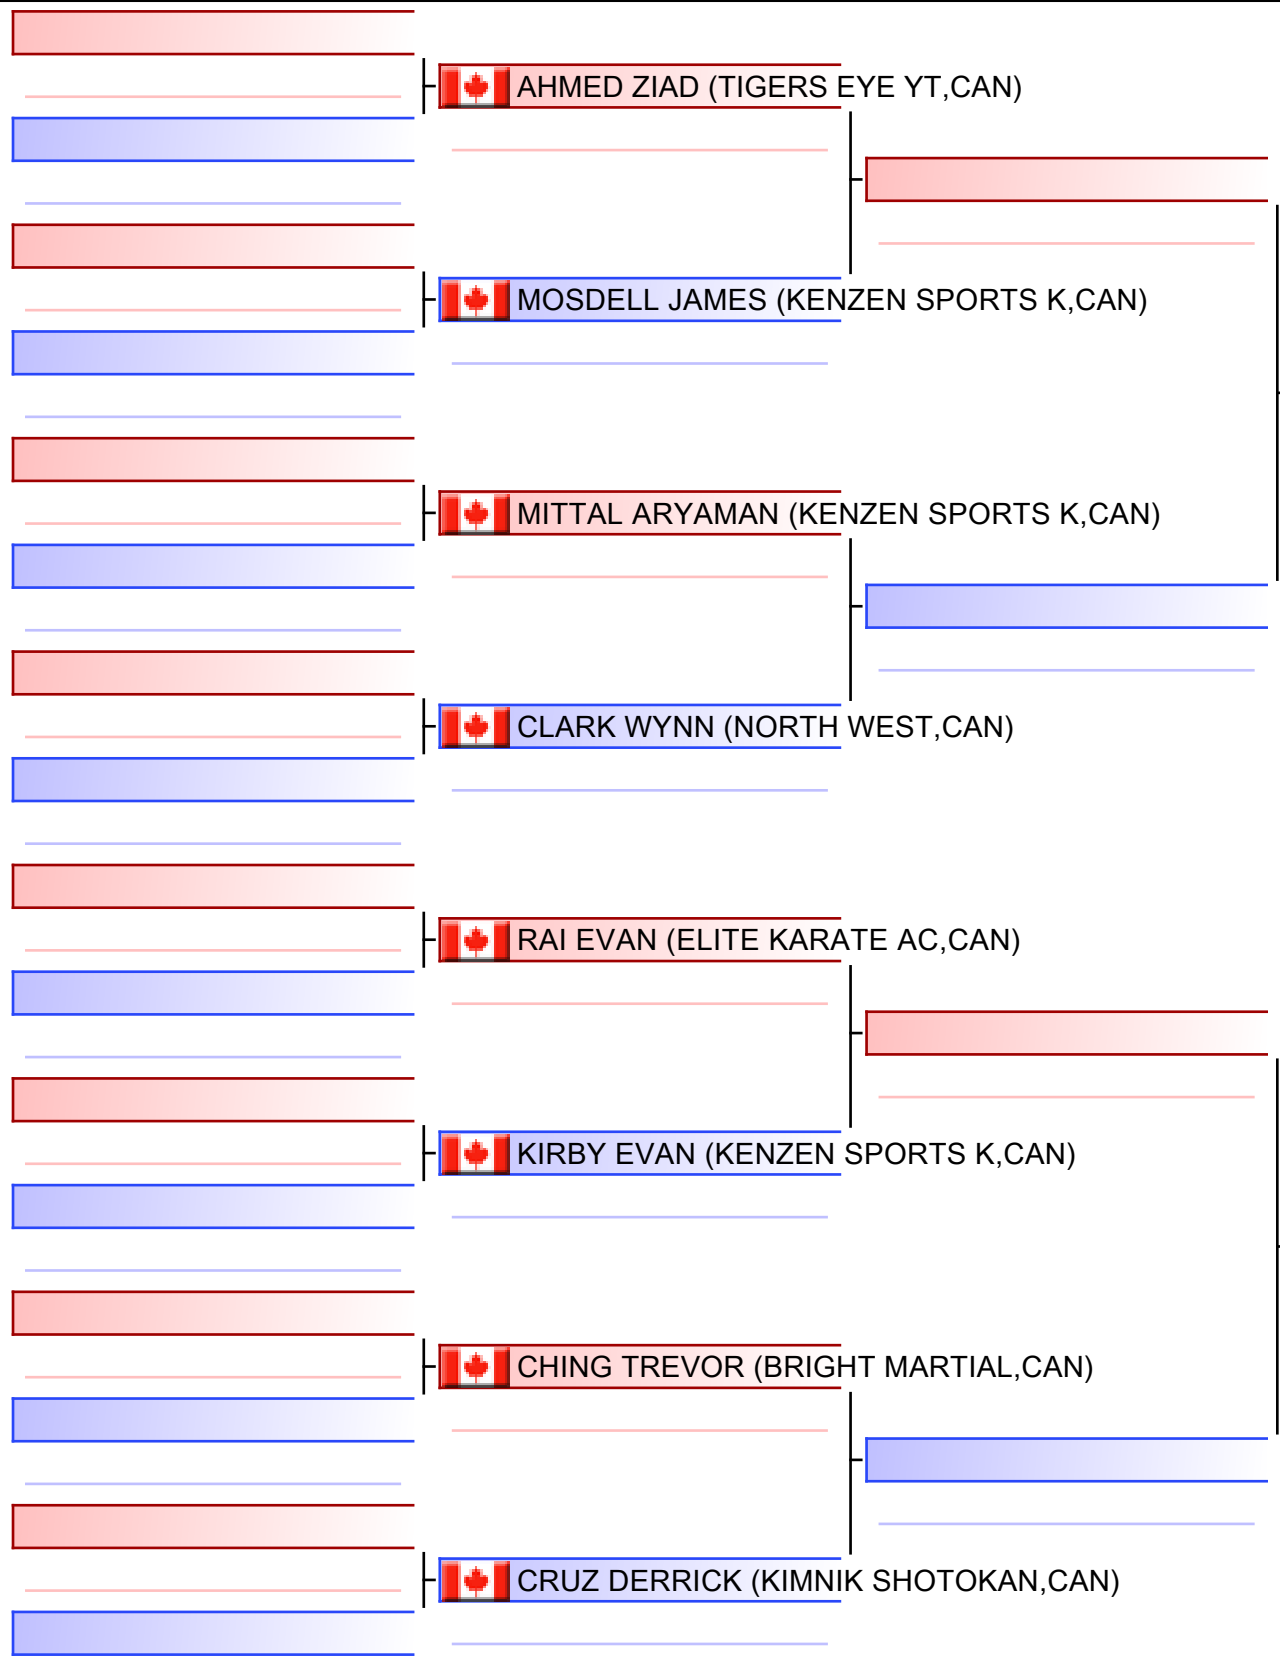 AHMED ZIAD (TIGERS EYE YT,CAN)
MOSDELL JAMES (KENZEN SPORTS K,CAN)
MITTAL ARYAMAN (KENZEN SPORTS K,CAN)
CLARK WYNN (NORTH WEST,CAN)
RAI EVAN (ELITE KARATE AC,CAN)
KIRBY EVAN (KENZEN SPORTS K,CAN)
CHING TREVOR (BRIGHT MARTIAL,CAN)
CRUZ DERRICK (KIMNIK SHOTOKAN,CAN)